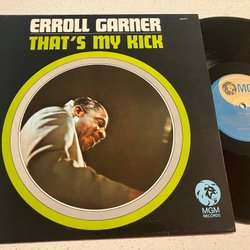 ERROLL GARNER
THAT'S MY KICK
MGM
RECORDS